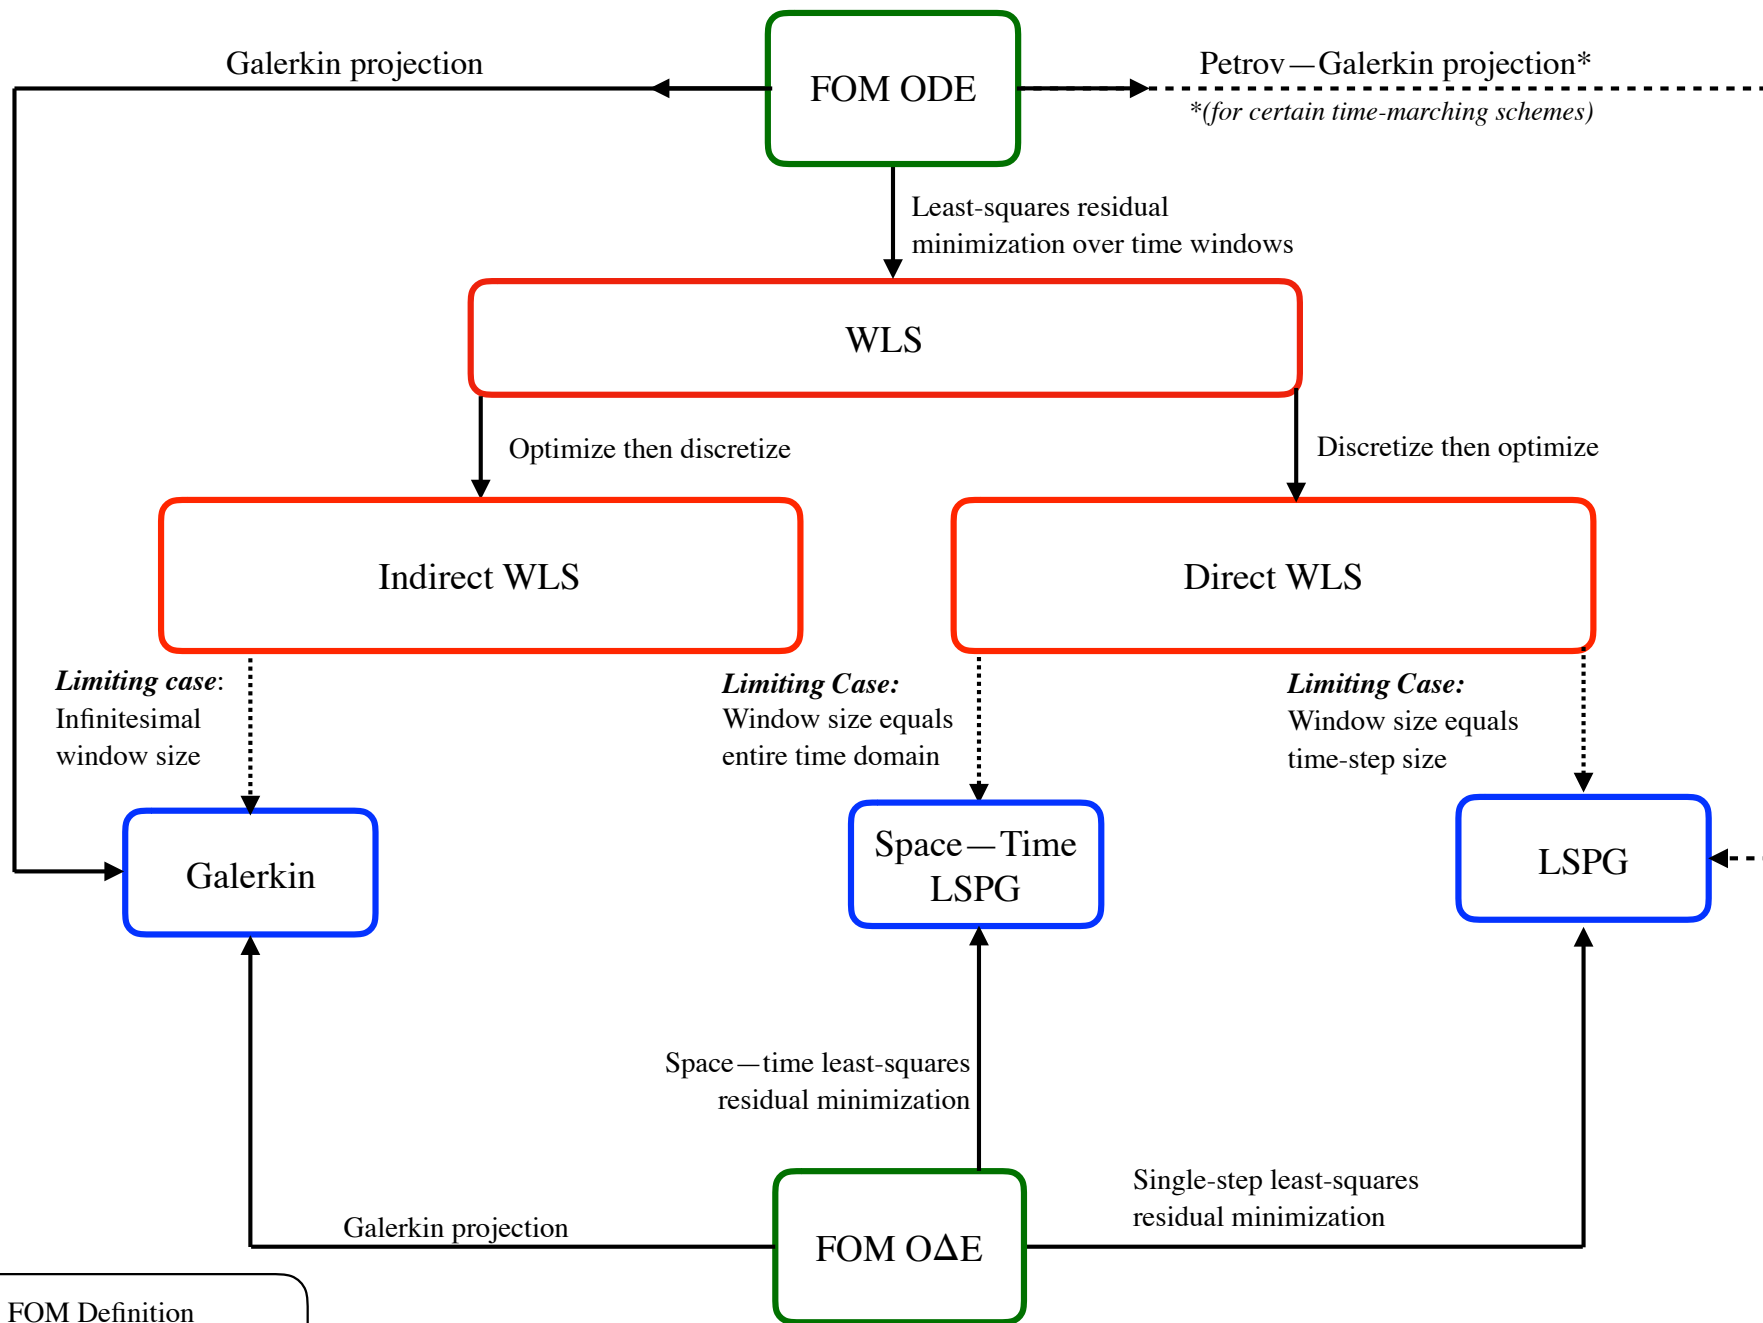 Galerkin projection
FOM ODE
Petrov—Galerkin projection*
*(for certain time-marching schemes)
Least-squares residual
minimization over time windows
WLS
Optimize then discretize
Discretize then optimize
Indirect WLS
Direct WLS
Limiting case:
Infinitesimal
window size
Limiting Case:
Window size equals
entire time domain
Limiting Case:
Window size equals
time-step size
Galerkin
Space—Time
LSPG
LSPG
Space—time least-squares
residual minimization
Single-step least-squares
residual minimization
Galerkin projection
FOM OΔE
FOM Definition